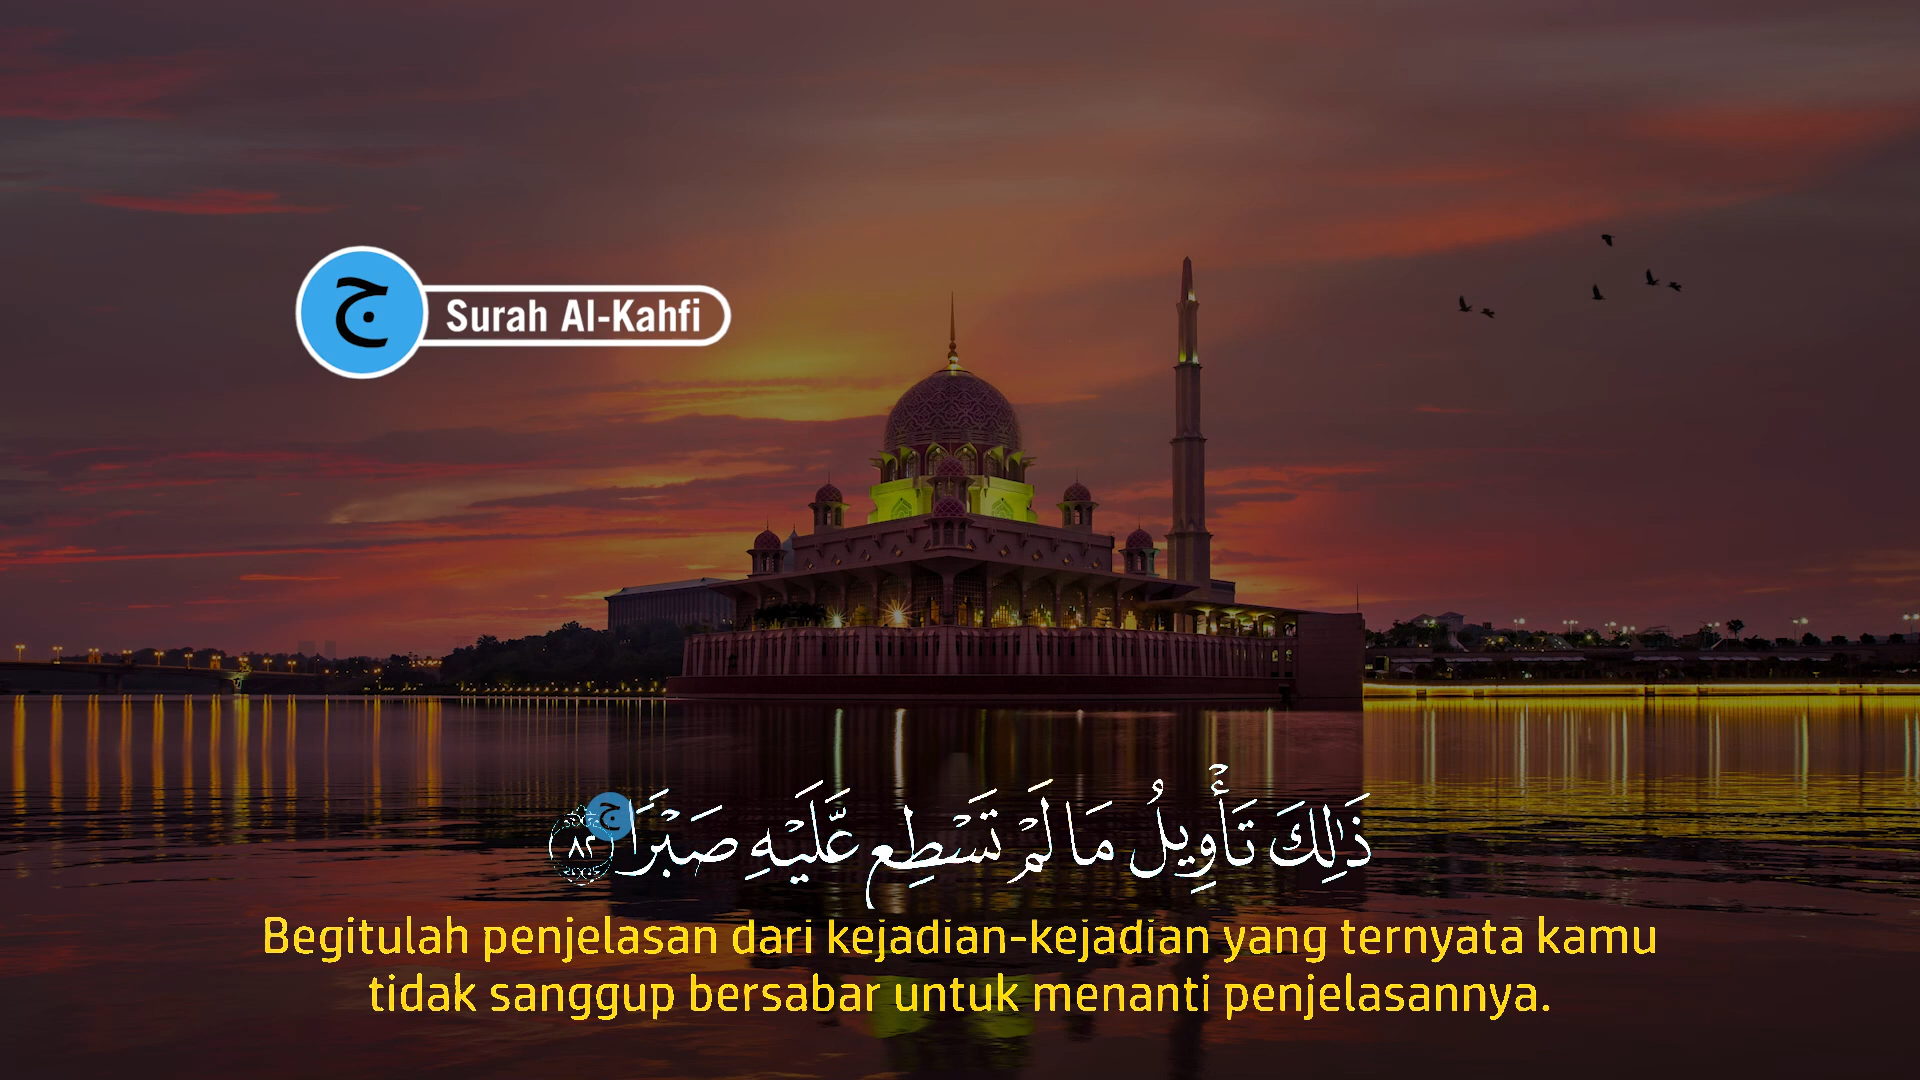 ج
Surah Al-Kahfi
ذَٰلِكَ تَأْوِيلُ مَا لَمْ تَسْطِع عَّلَيْهِ صَبْرًا ج ٨٢
Begitulah penjelasan dari kejadian-kejadian yang ternyata kamu
tidak sanggup bersabar untuk menanti penjelasannya.